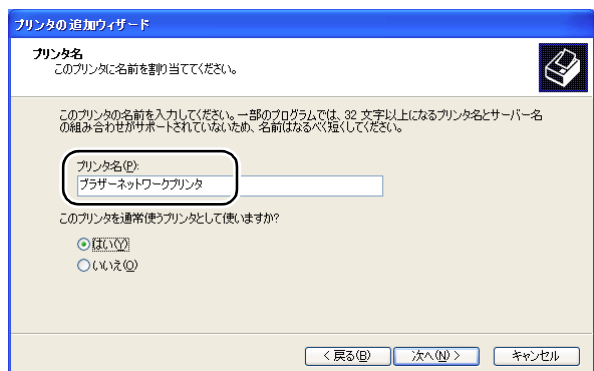 プリンタの追加ウィザード
プリンタ名
このプリンタに名前を割り当ててください。
このプリンタの名前を入力してください。一部のプログラムでは、32 文字以上になるプリンタ名とサーバー名
の組み合わせがサポートされていないため、名前はなるべく短くしてください。
プリンタ名(P):
ブラザーネットワークプリンタ
このプリンタを通常使うプリンタとして使いますか?
はい(Y)
いいえ(O)
< 戻る(B)
次へ(N) >
キャンセル